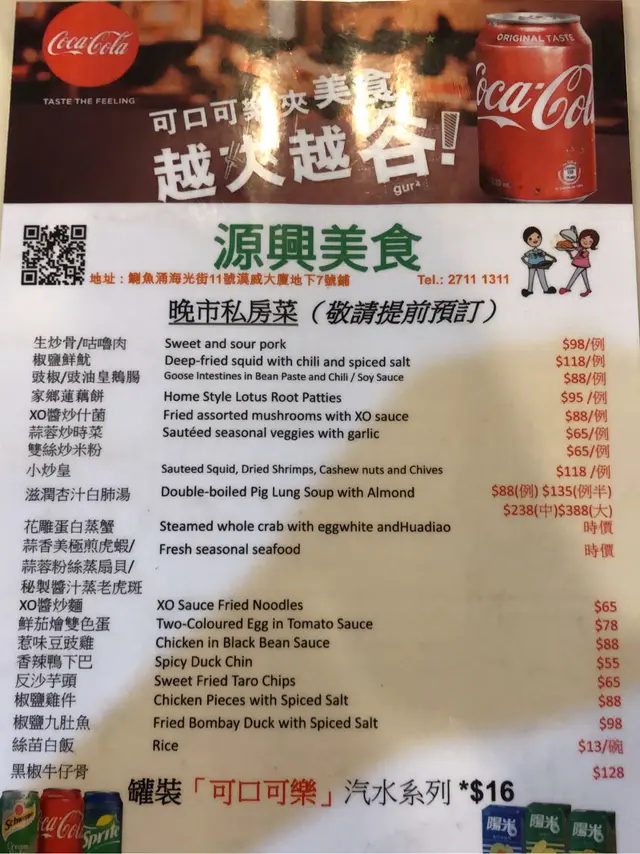 Coca-Cola
TASTE THE FEELING
ORIGINAL TASTE
Coca-Cola
可口可樂夾美食
越夾越谷!
gur²
源興美食
地址：鰂魚涌海光街11號漢威大廈地下7號鋪 Tel.: 2711 1311
晚市私房菜（敬請提前預訂）
生炒骨/咕嚕肉 Sweet and sour pork $98/例
椒鹽鮮魷 Deep-fried squid with chili and spiced salt $118/例
豉椒/豉油皇鵝腸 Goose Intestines in Bean Paste and Chili / Soy Sauce $88/例
家鄉蓮藕餅 Home Style Lotus Root Patties $95 /例
XO醬炒什菌 Fried assorted mushrooms with XO sauce $88/例
蒜蓉炒時菜 Sautéed seasonal veggies with garlic $65/例
雙絲炒米粉 $65/例
小炒皇 Sauteed Squid, Dried Shrimps, Cashew nuts and Chives $118 /例
滋潤杏汁白肺湯 Double-boiled Pig Lung Soup with Almond $88(例) $135(例半)
$238(中)$388(大)
花雕蛋白蒸蟹 Steamed whole crab with eggwhite andHuadiao 時價
蒜香美極煎虎蝦/ Fresh seasonal seafood 時價
蒜蓉粉絲蒸扇貝/
秘製醬汁蒸老虎斑
XO醬炒麵 XO Sauce Fried Noodles $65
鮮茄燴雙色蛋 Two-Coloured Egg in Tomato Sauce $78
惹味豆豉雞 Chicken in Black Bean Sauce $88
香辣鴨下巴 Spicy Duck Chin $55
反沙芋頭 Sweet Fried Taro Chips $65
椒鹽雞件 Chicken Pieces with Spiced Salt $88
椒鹽九肚魚 Fried Bombay Duck with Spiced Salt $98
絲苗白飯 Rice $13/碗
黑椒牛仔骨 $128
罐裝「可口可樂」汽水系列 *$16
Schweppes
Coca-Cola
Sprite
陽光
陽光
陽光